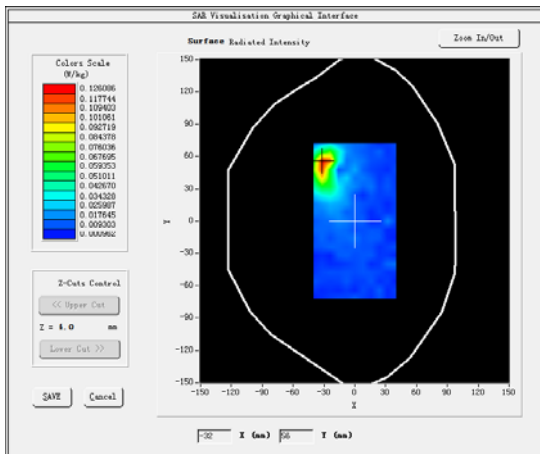 SAR Visualisation Graphical Interface
Surface Radiated Intensity
Zoom In/Out
Colors Scale
(W/kg)
0.126086
0.117744
0.109403
0.101061
0.092719
0.084378
0.076036
0.067695
0.059353
0.051011
0.042670
0.034328
0.025987
0.017645
0.009303
0.000962
150
120
90
60
30
0
-30
-60
-90
-120
-150
Y
-150 -120 -90 -60 -30 0 30 60 90 120 150
X
Z-Cuts Control
<< Upper Cut
Z = 4.0 mm
Lower Cut >>
SAVE Cancel
-32 X (mm) 56 Y (mm)